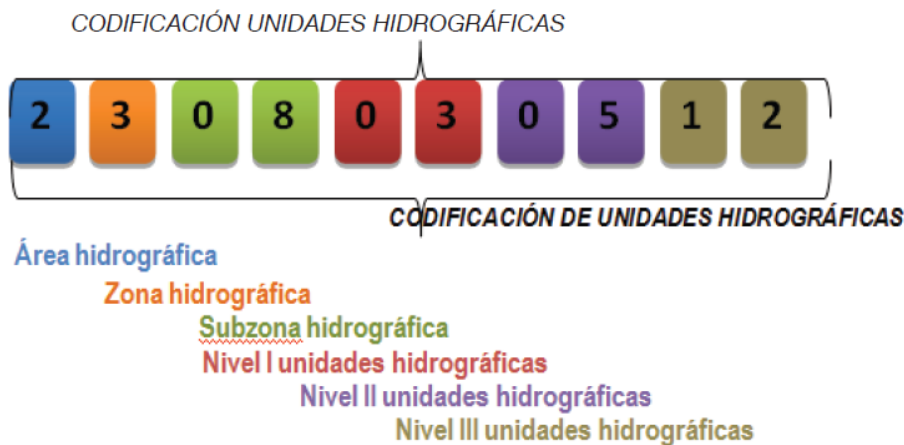 CODIFICACIÓN UNIDADES HIDROGRÁFICAS
2 3 0 8 0 3 0 5 1 2
CODIFICACIÓN DE UNIDADES HIDROGRÁFICAS
Área hidrográfica
Zona hidrográfica
Subzona hidrográfica
Nivel I unidades hidrográficas
Nivel II unidades hidrográficas
Nivel III unidades hidrográficas